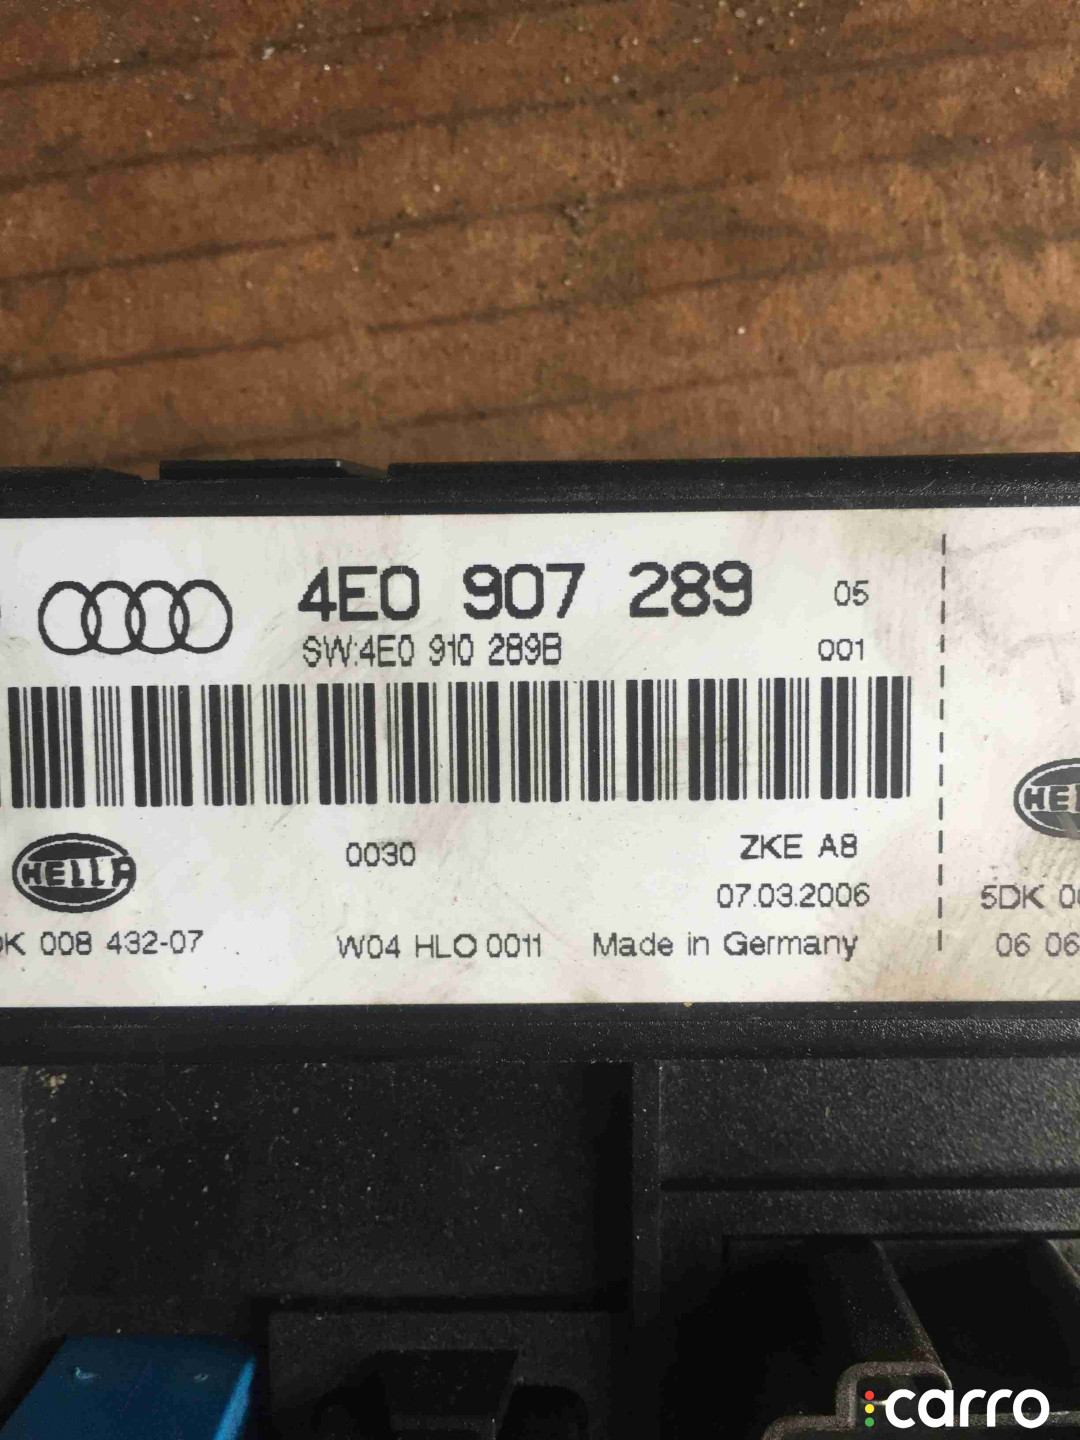 4E0 907 289 05
SW:4E0 910 289B 001
HELLA
0030
ZKE A8
07.03.2006
008 432-07
W04 HLO 0011
Made in Germany
5DK
06 06
carro